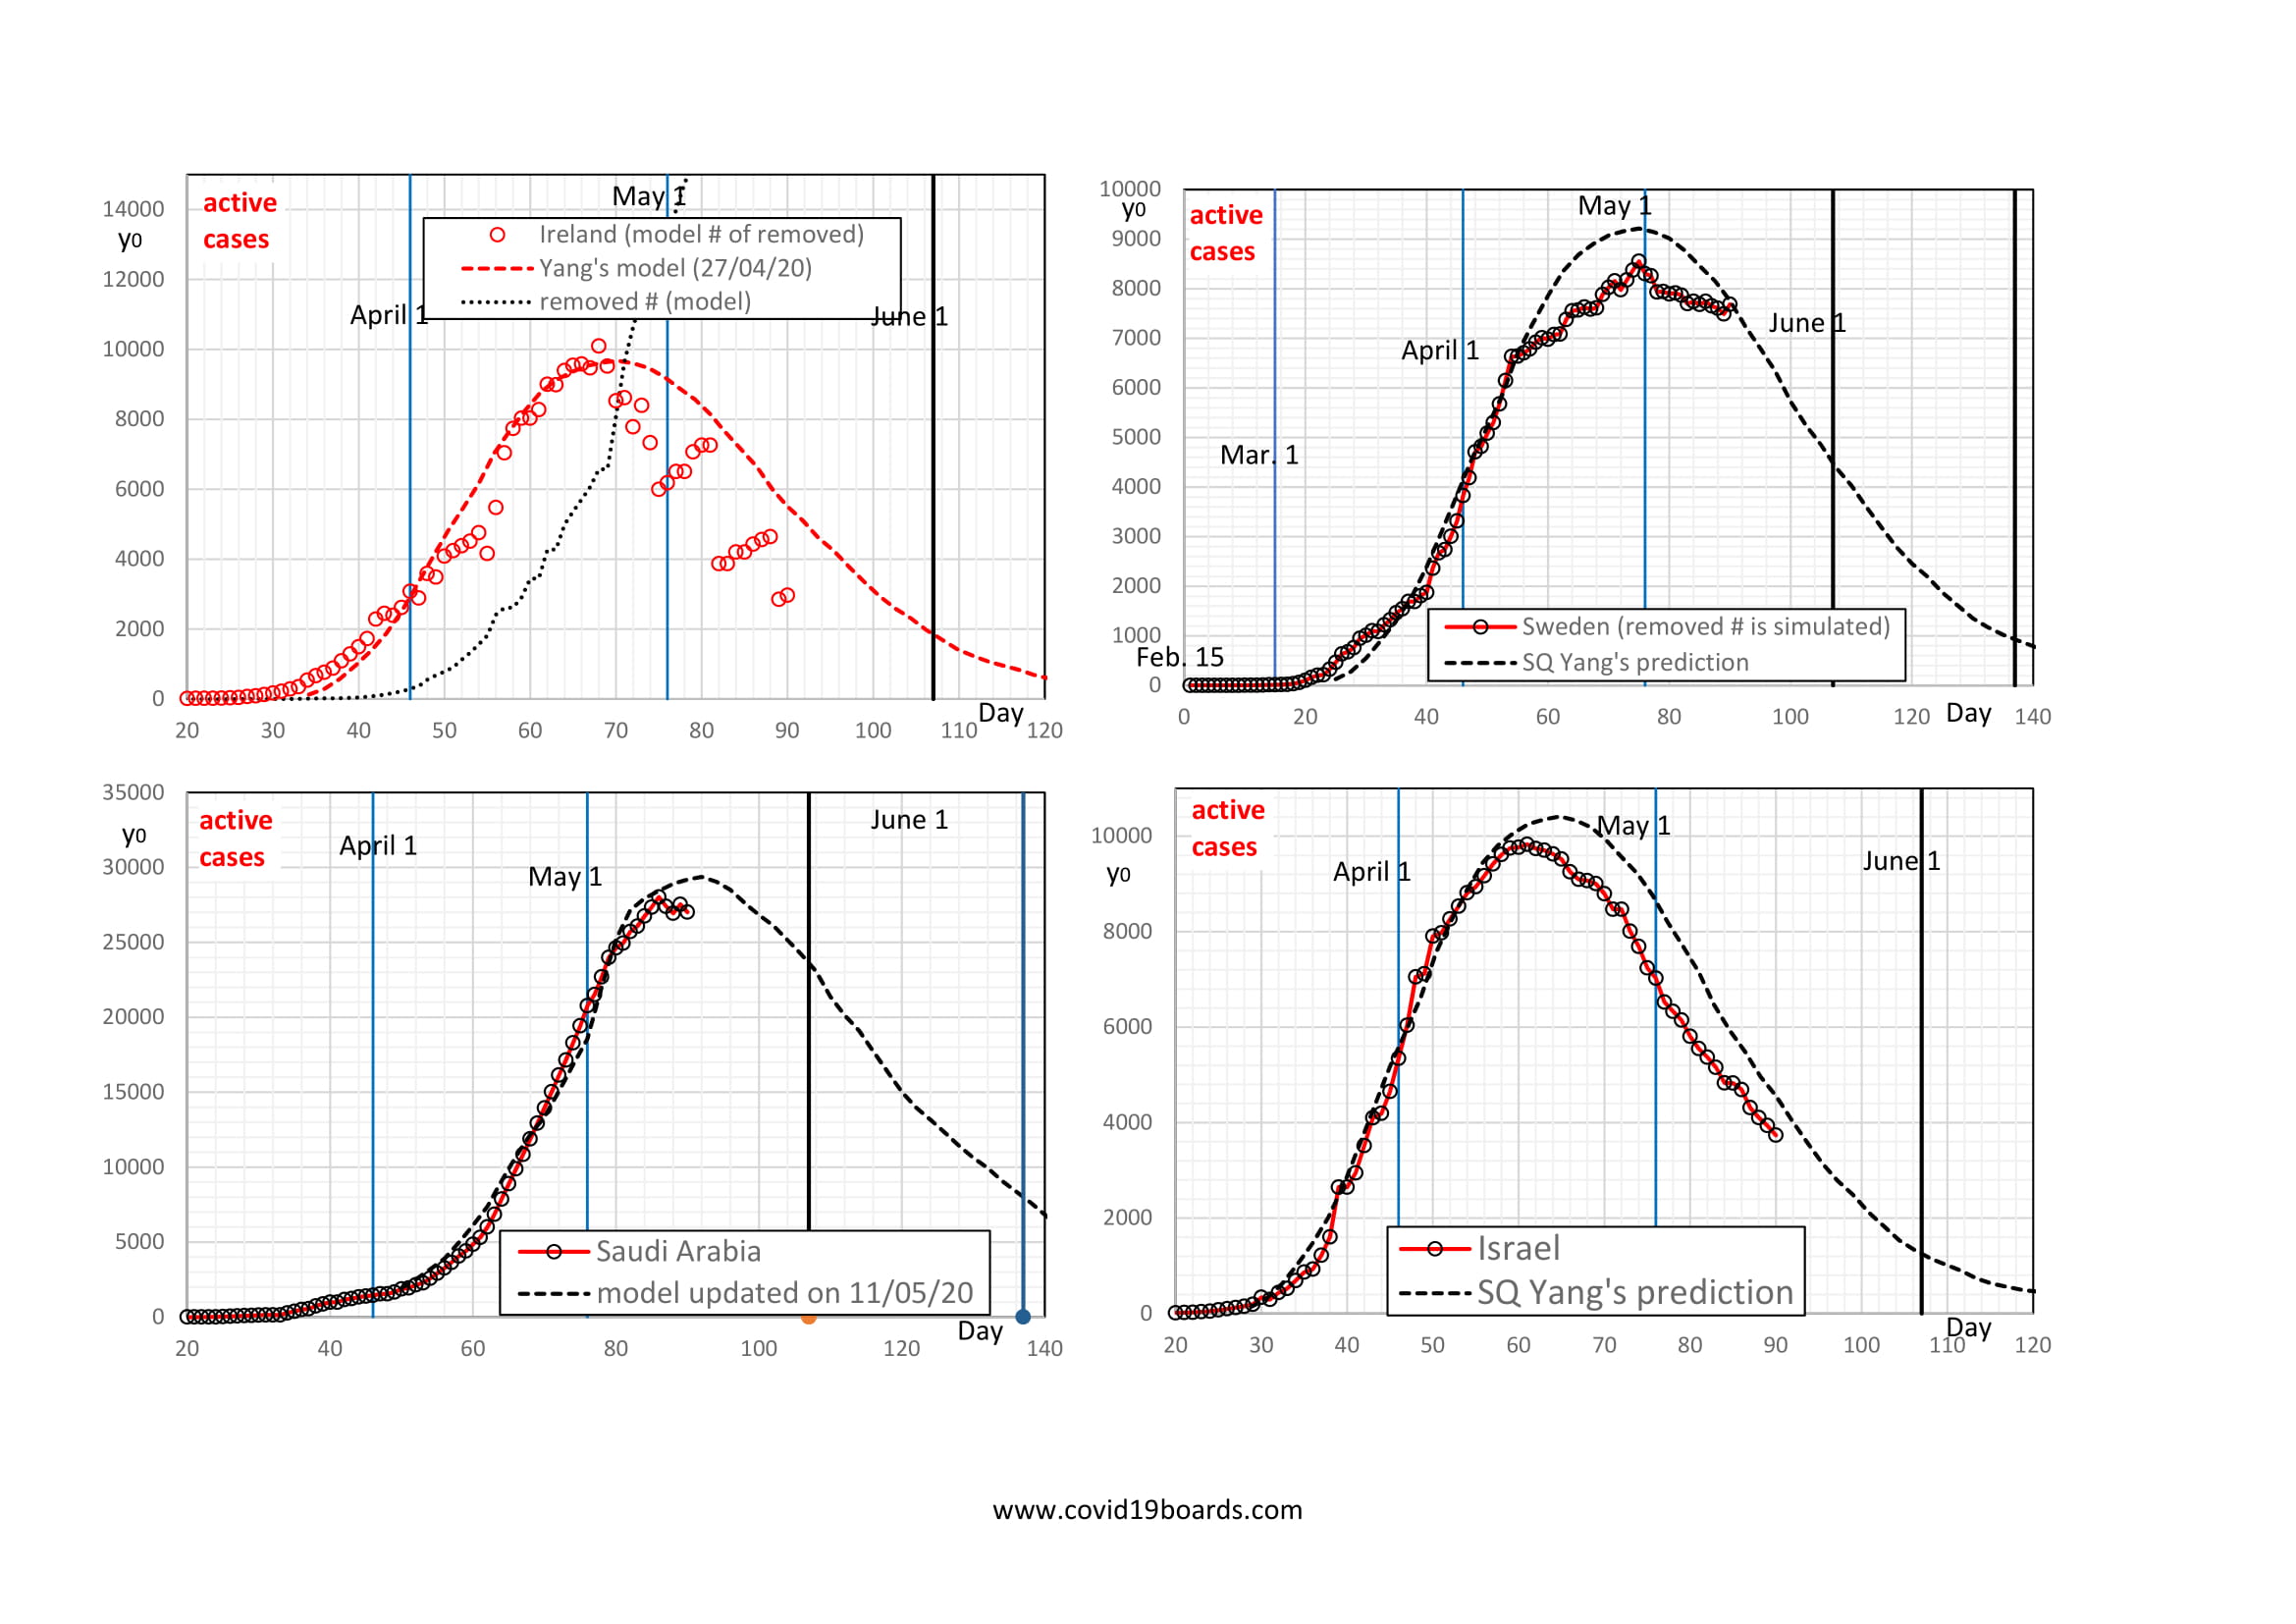 active
cases
14000
y0
12000
10000
8000
6000
4000
2000
0
April 1
May 1
June 1
Ireland (model # of removed)
Yang's model (27/04/20)
removed # (model)
Day
20 30 40 50 60 70 80 90 100 110 120
10000
y0
active
cases
9000
8000
7000
6000
5000
4000
3000
2000
1000
0
Feb. 15
Mar. 1
April 1
May 1
June 1
Sweden (removed # is simulated)
SQ Yang's prediction
Day
0 20 40 60 80 100 120 140
35000
y0
active
cases
30000
25000
20000
15000
10000
5000
0
April 1
May 1
June 1
Saudi Arabia
model updated on 11/05/20
Day
20 40 60 80 100 120 140
active
cases
10000
y0
8000
6000
4000
2000
0
April 1
May 1
June 1
Israel
SQ Yang's prediction
Day
20 30 40 50 60 70 80 90 100 110 120
www.covid19boards.com